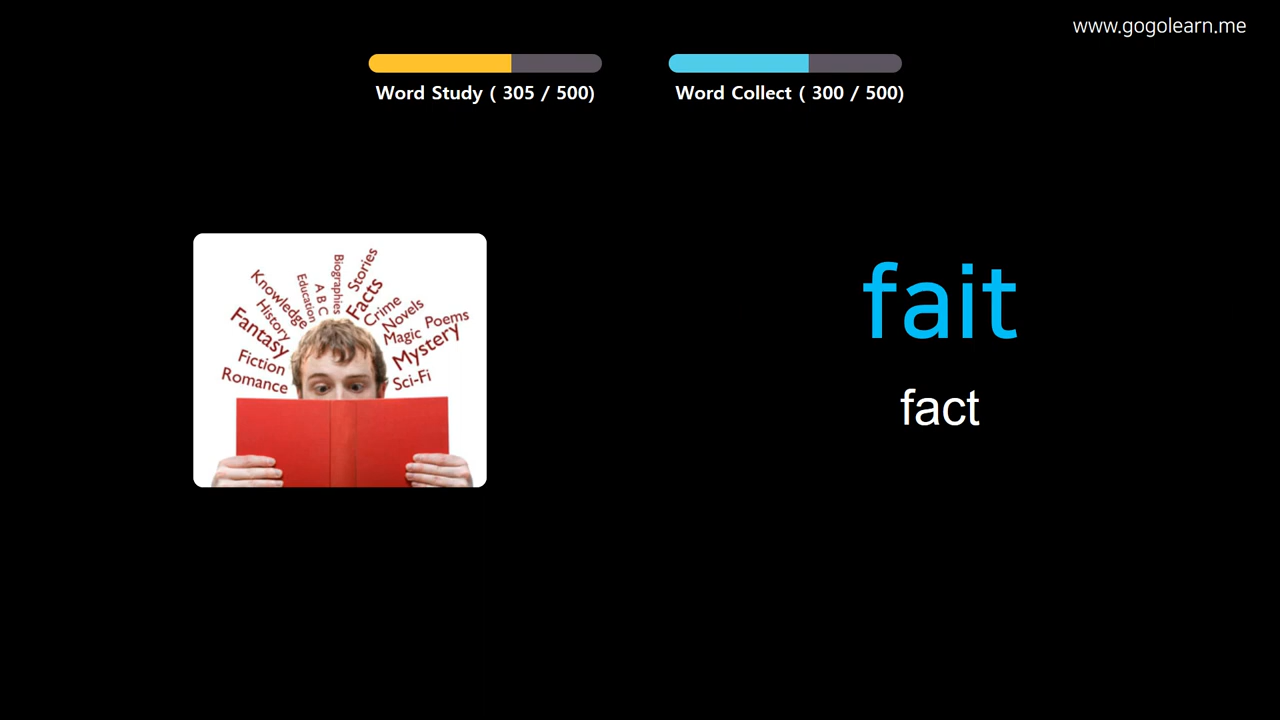 www.gogolearn.me
Word Study ( 305 / 500)
Word Collect ( 300 / 500)
Knowledge
History
Fantasy
Fiction
Romance
Education
A B C
Biographies
Stories
Facts
Crime
Novels
Magic
Poems
Mystery
Sci-Fi
fait
fact